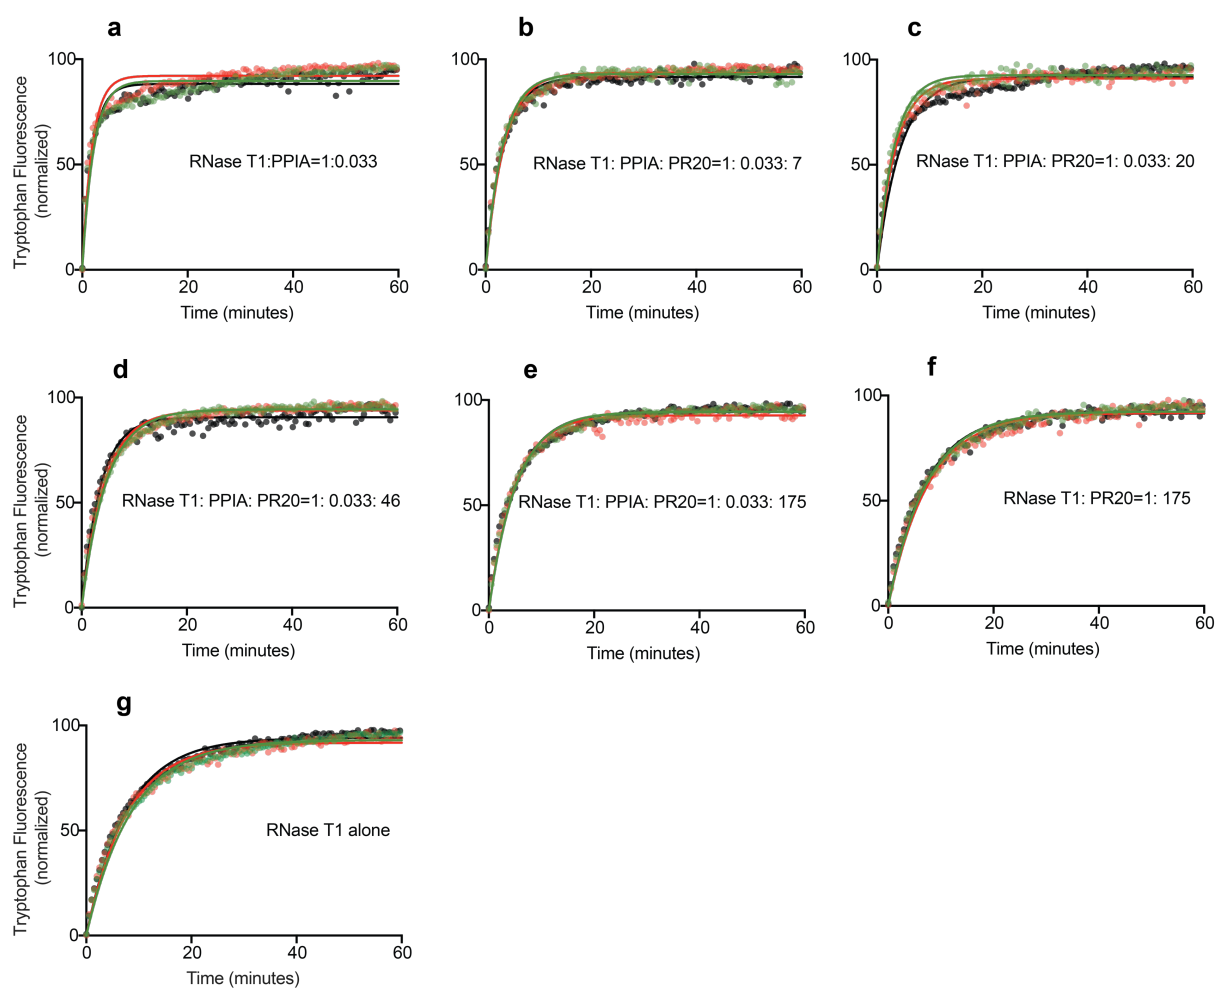 a
b
c
Tryptophan Fluorescence
(normalized)
100
50
0
0
20
40
60
Time (minutes)
RNase T1:PPIA=1:0.033
100
50
0
0
20
40
60
Time (minutes)
RNase T1: PPIA: PR20=1: 0.033: 7
100
50
0
0
20
40
60
Time (minutes)
RNase T1: PPIA: PR20=1: 0.033: 20
d
e
f
Tryptophan Fluorescence
(normalized)
100
50
0
0
20
40
60
Time (minutes)
RNase T1: PPIA: PR20=1: 0.033: 46
100
50
0
0
20
40
60
Time (minutes)
RNase T1: PPIA: PR20=1: 0.033: 175
100
50
0
0
20
40
60
Time (minutes)
RNase T1: PR20=1: 175
g
Tryptophan Fluorescence
(normalized)
100
50
0
0
20
40
60
Time (minutes)
RNase T1 alone